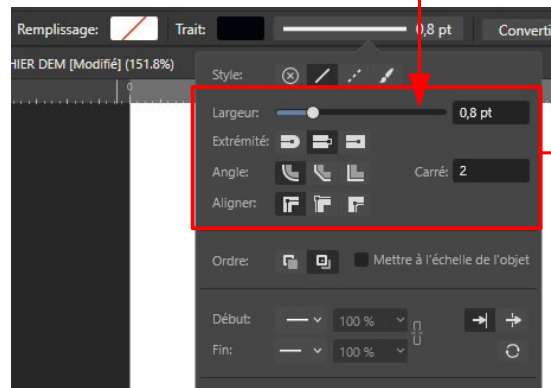 Remplissage: Trait: 0,8 pt Converti
HIER DEM [Modifié] (151.8%)
0
Style:
Largeur: 0,8 pt
Extrémité:
Angle: Carré: 2
Aligner:
Ordre: Mettre à l'échelle de l'objet
Début: 100 %
Fin: 100 %